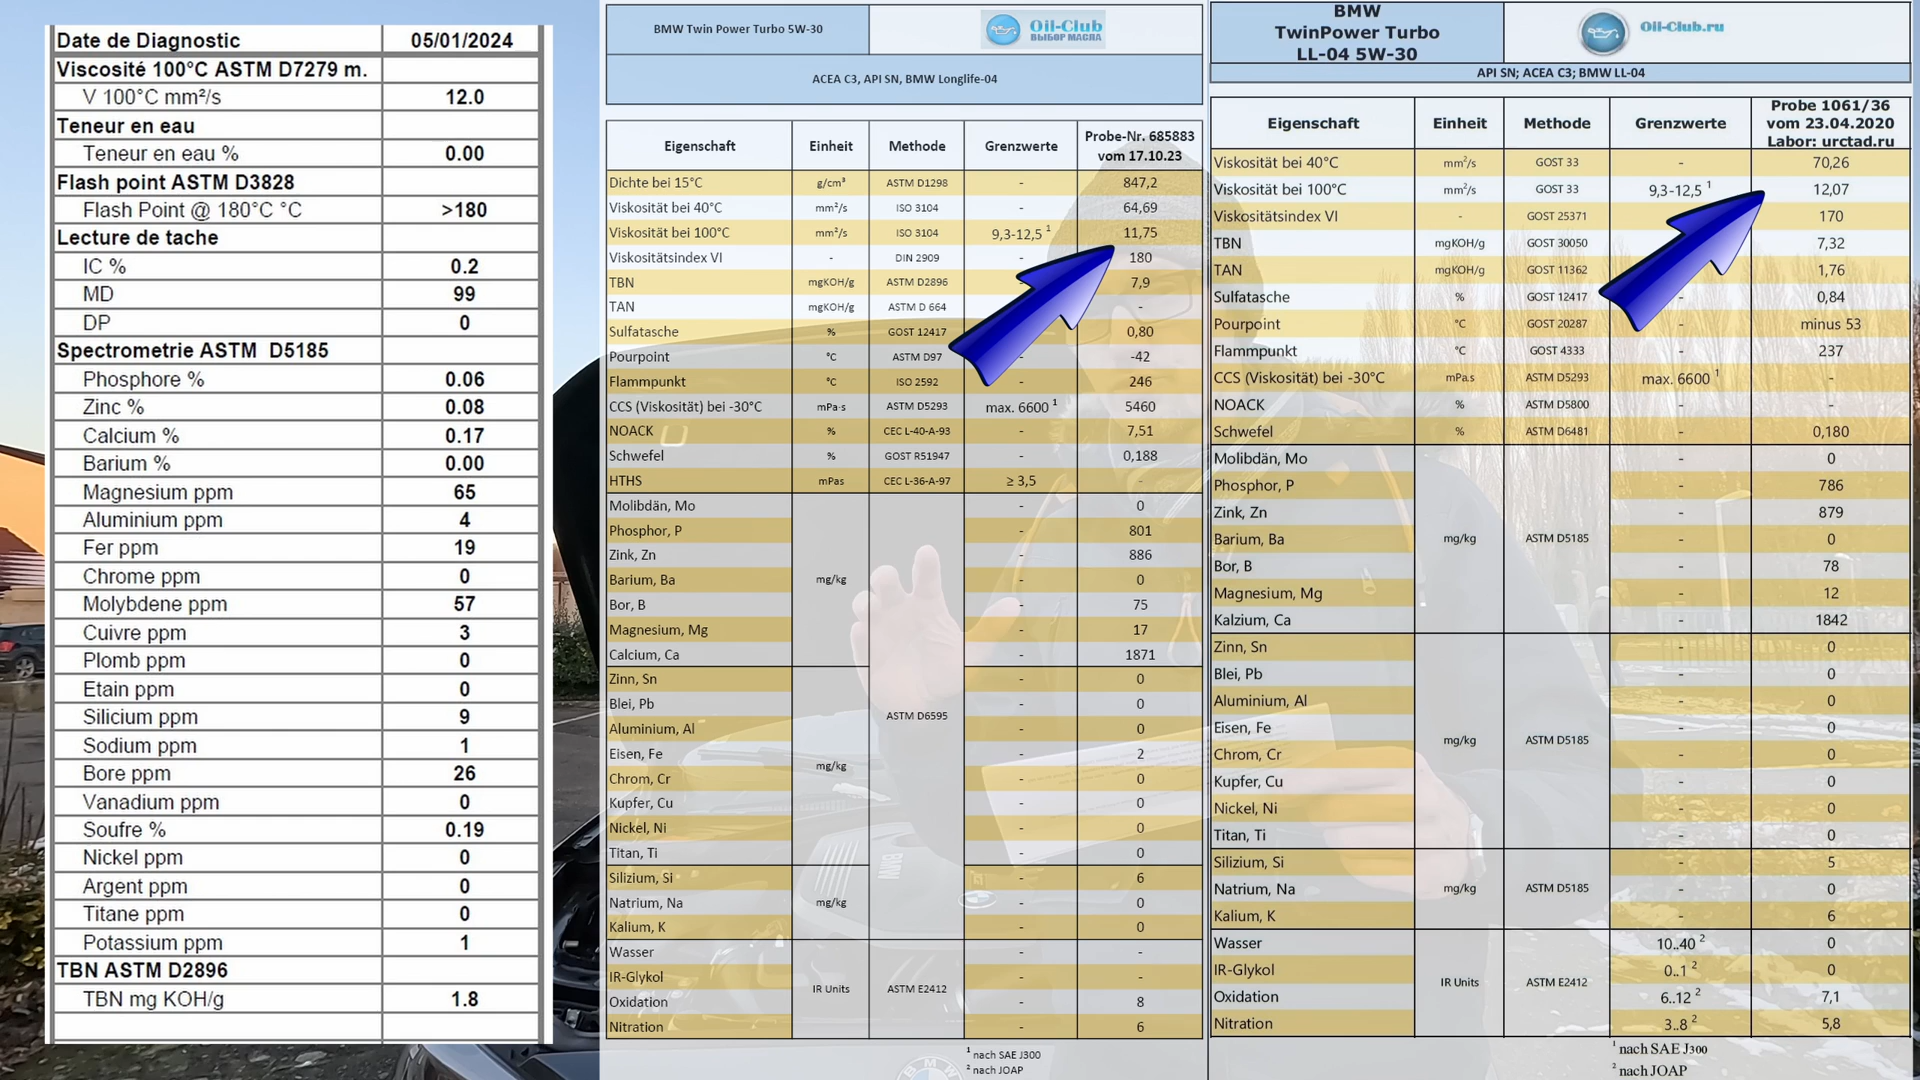 Date de Diagnostic 05/01/2024
Viscosité 100°C ASTM D7279 m.
V 100°C mm²/s 12.0
Teneur en eau
Teneur en eau % 0.00
Flash point ASTM D3828
Flash Point @ 180°C °C >180
Lecture de tache
IC % 0.2
MD 99
DP 0
Spectrometrie ASTM D5185
Phosphore % 0.06
Zinc % 0.08
Calcium % 0.17
Barium % 0.00
Magnesium ppm 65
Aluminium ppm 4
Fer ppm 19
Chrome ppm 0
Molybdene ppm 57
Cuivre ppm 3
Plomb ppm 0
Etain ppm 0
Silicium ppm 9
Sodium ppm 1
Bore ppm 26
Vanadium ppm 0
Soufre % 0.19
Nickel ppm 0
Argent ppm 0
Titane ppm 0
Potassium ppm 1
TBN ASTM D2896
TBN mg KOH/g 1.8
BMW Twin Power Turbo 5W-30
Oil-Club
ВЫБОР МАСЛА
ACEA C3, API SN, BMW Longlife-04
Eigenschaft Einheit Methode Grenzwerte Probe-Nr. 685883
vom 17.10.23
Dichte bei 15°C g/cm³ ASTM D1298 - 847,2
Viskosität bei 40°C mm²/s ISO 3104 - 64,69
Viskosität bei 100°C mm²/s ISO 3104 9,3-12,5 ¹ 11,75
Viskositätsindex VI - DIN 2909 - 180
TBN mgKOH/g ASTM D2896 - 7,9
TAN mgKOH/g ASTM D 664 -
Sulfatasche % GOST 12417 0,80
Pourpoint °C ASTM D97 - -42
Flammpunkt °C ISO 2592 - 246
CCS (Viskosität) bei -30°C mPa·s ASTM D5293 max. 6600 ¹ 5460
NOACK % CEC L-40-A-93 - 7,51
Schwefel % GOST R51947 - 0,188
HTHS mPas CEC L-36-A-97 ≥ 3,5 -
Molibdän, Mo - 0
Phosphor, P - 801
Zink, Zn - 886
Barium, Ba mg/kg - 0
Bor, B - 75
Magnesium, Mg - 17
Calcium, Ca - 1871
Zinn, Sn - 0
Blei, Pb - 0
ASTM D6595
Aluminium, Al - 0
Eisen, Fe - 2
mg/kg
Chrom, Cr - 0
Kupfer, Cu - 0
Nickel, Ni - 0
Titan, Ti - 0
Silizium, Si - 6
Natrium, Na mg/kg - 0
Kalium, K - 0
Wasser - -
IR-Glykol - -
IR Units ASTM E2412
Oxidation - 8
Nitration - 6
¹ nach SAE J300
² nach JOAP
BMW
TwinPower Turbo
LL-04 5W-30
Oil-Club.ru
API SN; ACEA C3; BMW LL-04
Eigenschaft Einheit Methode Grenzwerte Probe 1061/36
vom 23.04.2020
Labor: urctad.ru
Viskosität bei 40°C mm²/s GOST 33 - 70,26
Viskosität bei 100°C mm²/s GOST 33 9,3-12,5 ¹ 12,07
Viskositätsindex VI - GOST 25371 - 170
TBN mgKOH/g GOST 30050 7,32
TAN mgKOH/g GOST 11362 1,76
Sulfatasche % GOST 12417 - 0,84
Pourpoint °C GOST 20287 - minus 53
Flammpunkt °C GOST 4333 - 237
CCS (Viskosität) bei -30°C mPa.s ASTM D5293 max. 6600 ¹ -
NOACK % ASTM D5800 - -
Schwefel % ASTM D6481 - 0,180
Molibdän, Mo - 0
Phosphor, P - 786
Zink, Zn - 879
Barium, Ba mg/kg ASTM D5185 - 0
Bor, B - 78
Magnesium, Mg - 12
Kalzium, Ca - 1842
Zinn, Sn - 0
Blei, Pb - 0
Aluminium, Al - 0
Eisen, Fe - 0
mg/kg ASTM D5185
Chrom, Cr - 0
Kupfer, Cu - 0
Nickel, Ni - 0
Titan, Ti - 0
Silizium, Si - 5
Natrium, Na mg/kg ASTM D5185 - 0
Kalium, K - 6
Wasser 10..40 ² 0
IR-Glykol 0..1 ² 0
IR Units ASTM E2412
Oxidation 6..12 ² 7,1
Nitration 3..8 ² 5,8
¹ nach SAE J300
² nach JOAP